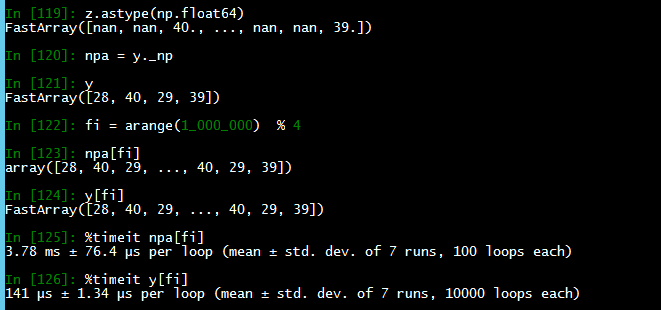 In [119]: z.astype(np.float64)
FastArray([nan, nan, 40., ..., nan, nan, 39.])
In [120]: npa = y._np
In [121]: y
FastArray([28, 40, 29, 39])
In [122]: fi = arange(1_000_000)  % 4
In [123]: npa[fi]
array([28, 40, 29, ..., 40, 29, 39])
In [124]: y[fi]
FastArray([28, 40, 29, ..., 40, 29, 39])
In [125]: %timeit npa[fi]
3.78 ms ± 76.4 µs per loop (mean ± std. dev. of 7 runs, 100 loops each)
In [126]: %timeit y[fi]
141 µs ± 1.34 µs per loop (mean ± std. dev. of 7 runs, 10000 loops each)